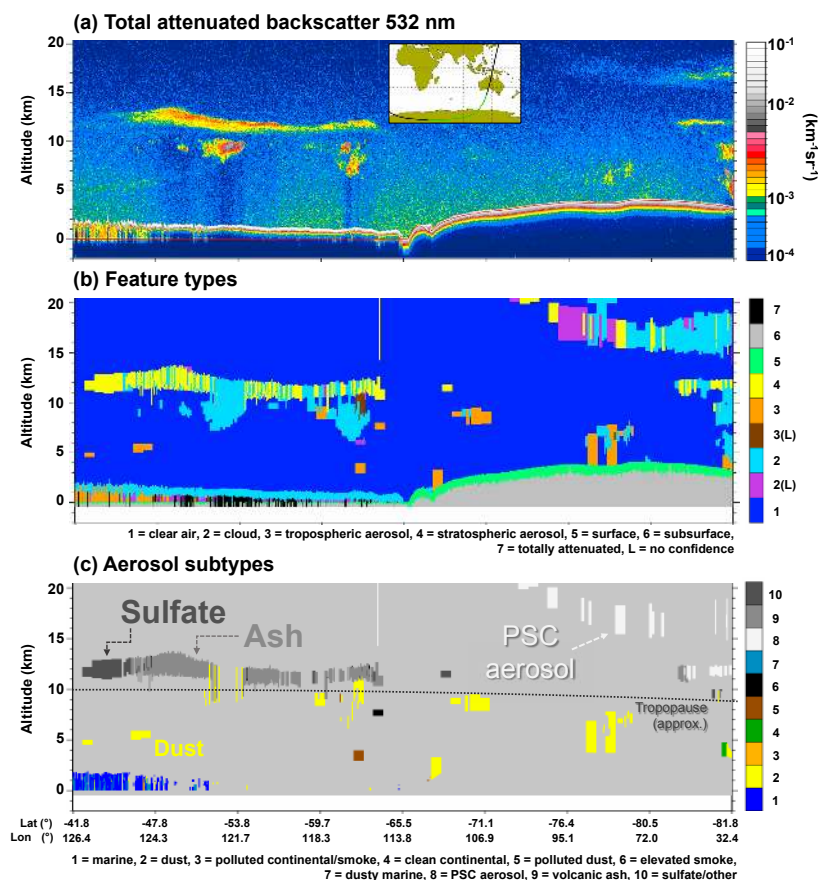 (a) Total attenuated backscatter 532 nm
20
15
10
5
0
Altitude (km)
10-1
10-2
10-3
10-4
(km-1sr-1)
(b) Feature types
20
15
10
5
0
Altitude (km)
7
6
5
4
3
3(L)
2
2(L)
1
1 = clear air, 2 = cloud, 3 = tropospheric aerosol, 4 = stratospheric aerosol, 5 = surface, 6 = subsurface,
7 = totally attenuated, L = no confidence
(c) Aerosol subtypes
20
15
10
5
0
Altitude (km)
Sulfate
Ash
PSC
aerosol
Tropopause
(approx.)
Dust
10
9
8
7
6
5
4
3
2
1
Lat (°) -41.8 -47.8 -53.8 -59.7 -65.5 -71.1 -76.4 -80.5 -81.8
Lon (°) 126.4 124.3 121.7 118.3 113.8 106.9 95.1 72.0 32.4
1 = marine, 2 = dust, 3 = polluted continental/smoke, 4 = clean continental, 5 = polluted dust, 6 = elevated smoke,
7 = dusty marine, 8 = PSC aerosol, 9 = volcanic ash, 10 = sulfate/other